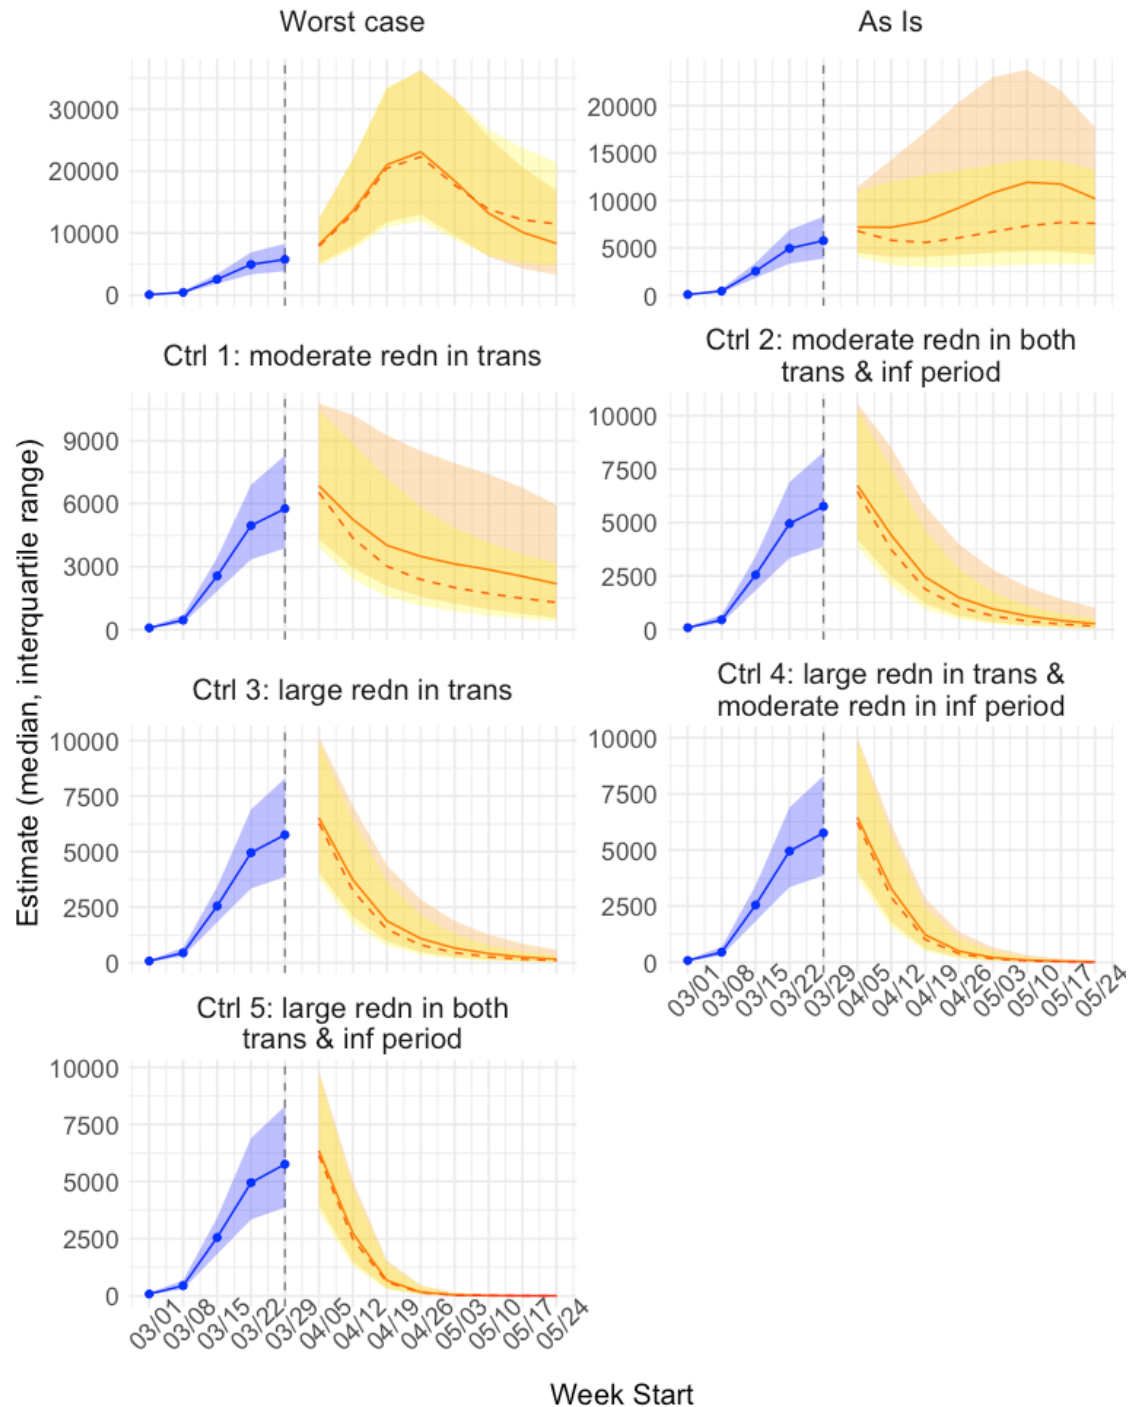 Worst case
As Is
30000
20000
10000
0
20000
15000
10000
5000
0
Ctrl 1: moderate redn in trans
Ctrl 2: moderate redn in both
trans & inf period
9000
6000
3000
0
10000
7500
5000
2500
0
Estimate (median, interquartile range)
Ctrl 3: large redn in trans
Ctrl 4: large redn in trans &
moderate redn in inf period
10000
7500
5000
2500
0
10000
7500
5000
2500
0
03/01 03/08 03/15 03/22 03/29 04/05 04/12 04/19 04/26 05/03 05/10 05/17 05/24
Ctrl 5: large redn in both
trans & inf period
10000
7500
5000
2500
0
03/01 03/08 03/15 03/22 03/29 04/05 04/12 04/19 04/26 05/03 05/10 05/17 05/24
Week Start